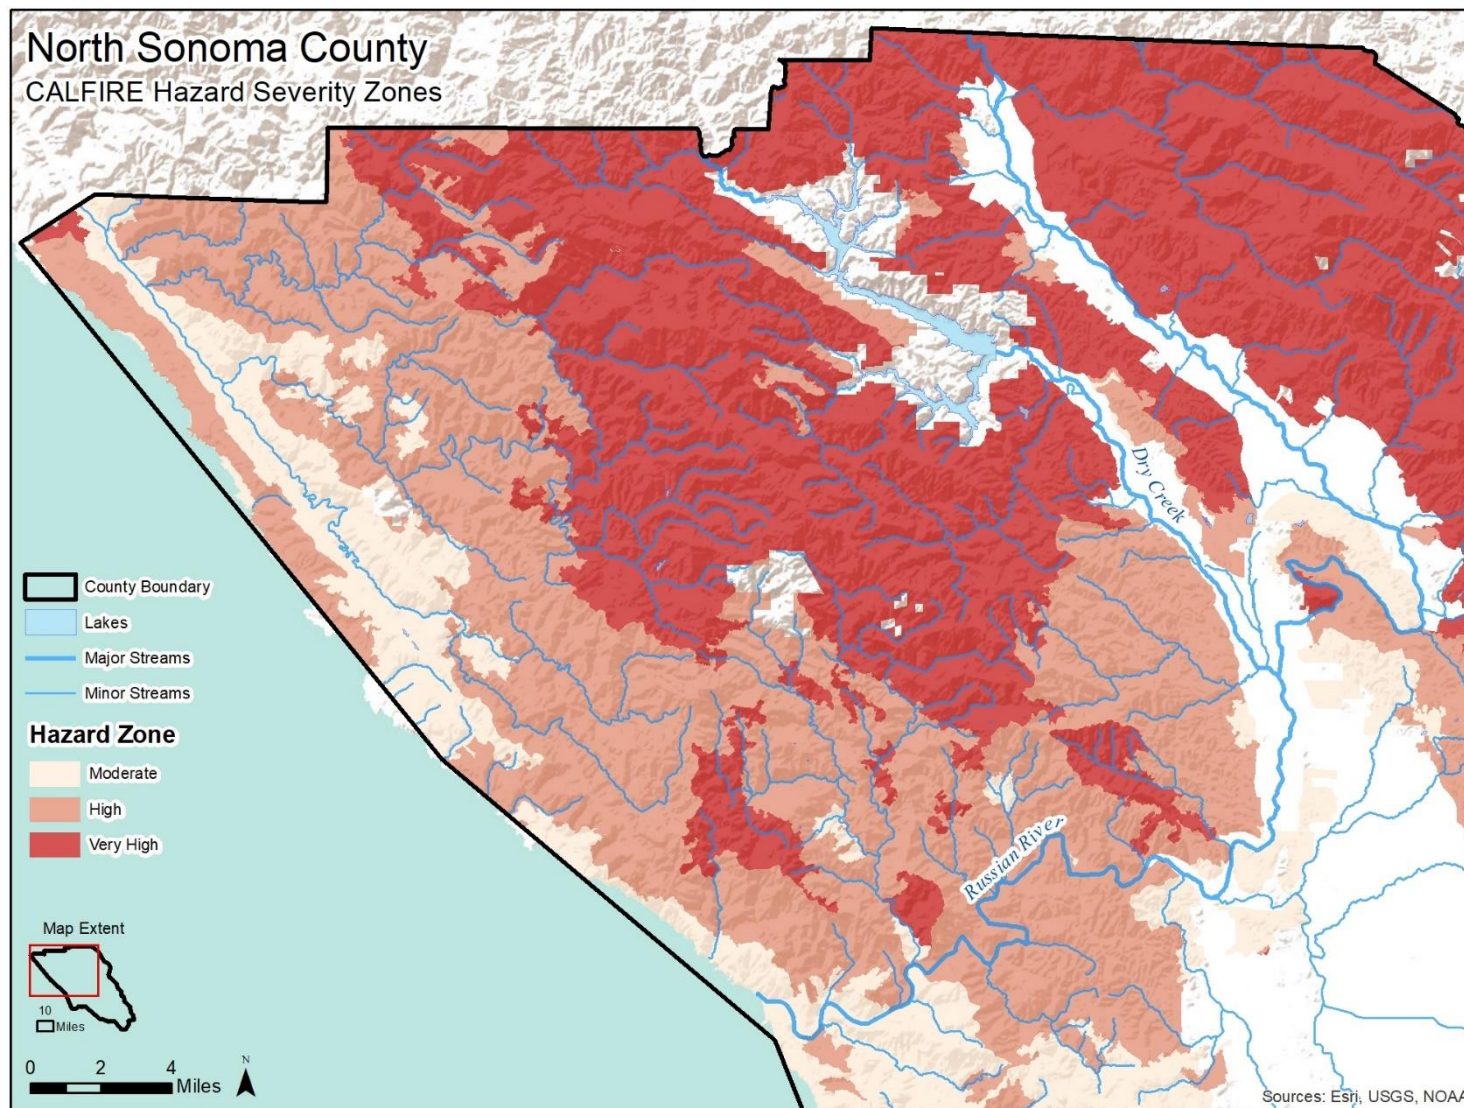 North Sonoma County
CALFIRE Hazard Severity Zones
Dry Creek
Russian River
County Boundary
Lakes
Major Streams
Minor Streams
Hazard Zone
Moderate
High
Very High
Map Extent
10
Miles
0 2 4
Miles
N
Sources: Esri, USGS, NOAA